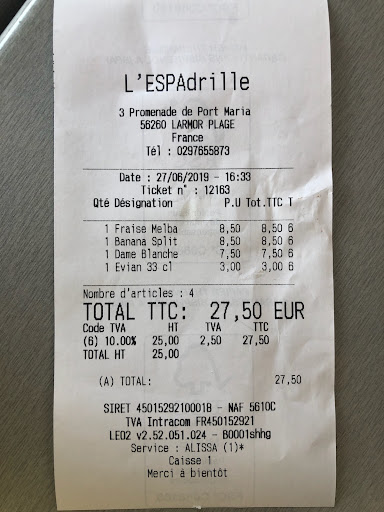 L'ESPAdrille
3 Promenade de Port Maria
56260 LARMOR PLAGE
France
Tél : 0297655873
Date : 27/06/2019 - 16:33
Ticket n° : 12163
Qté Désignation P.U Tot.TTC T
1 Fraise Melba 8,50 8,50 6
1 Banana Split 8,50 8,50 6
1 Dame Blanche 7,50 7,50 6
1 Evian 33 cl 3,00 3,00 6
Nombre d'articles : 4
TOTAL TTC: 27,50 EUR
Code TVA HT TVA TTC
(6) 10.00% 25,00 2,50 27,50
TOTAL HT 25,00
(A) TOTAL: 27,50
SIRET 45015292100018 - NAF 5610C
TVA Intracom FR450152921
LEO2 v2.52.051.024 - B0001shhg
Service : ALISSA (1)*
Caisse 1
Merci à bientôt